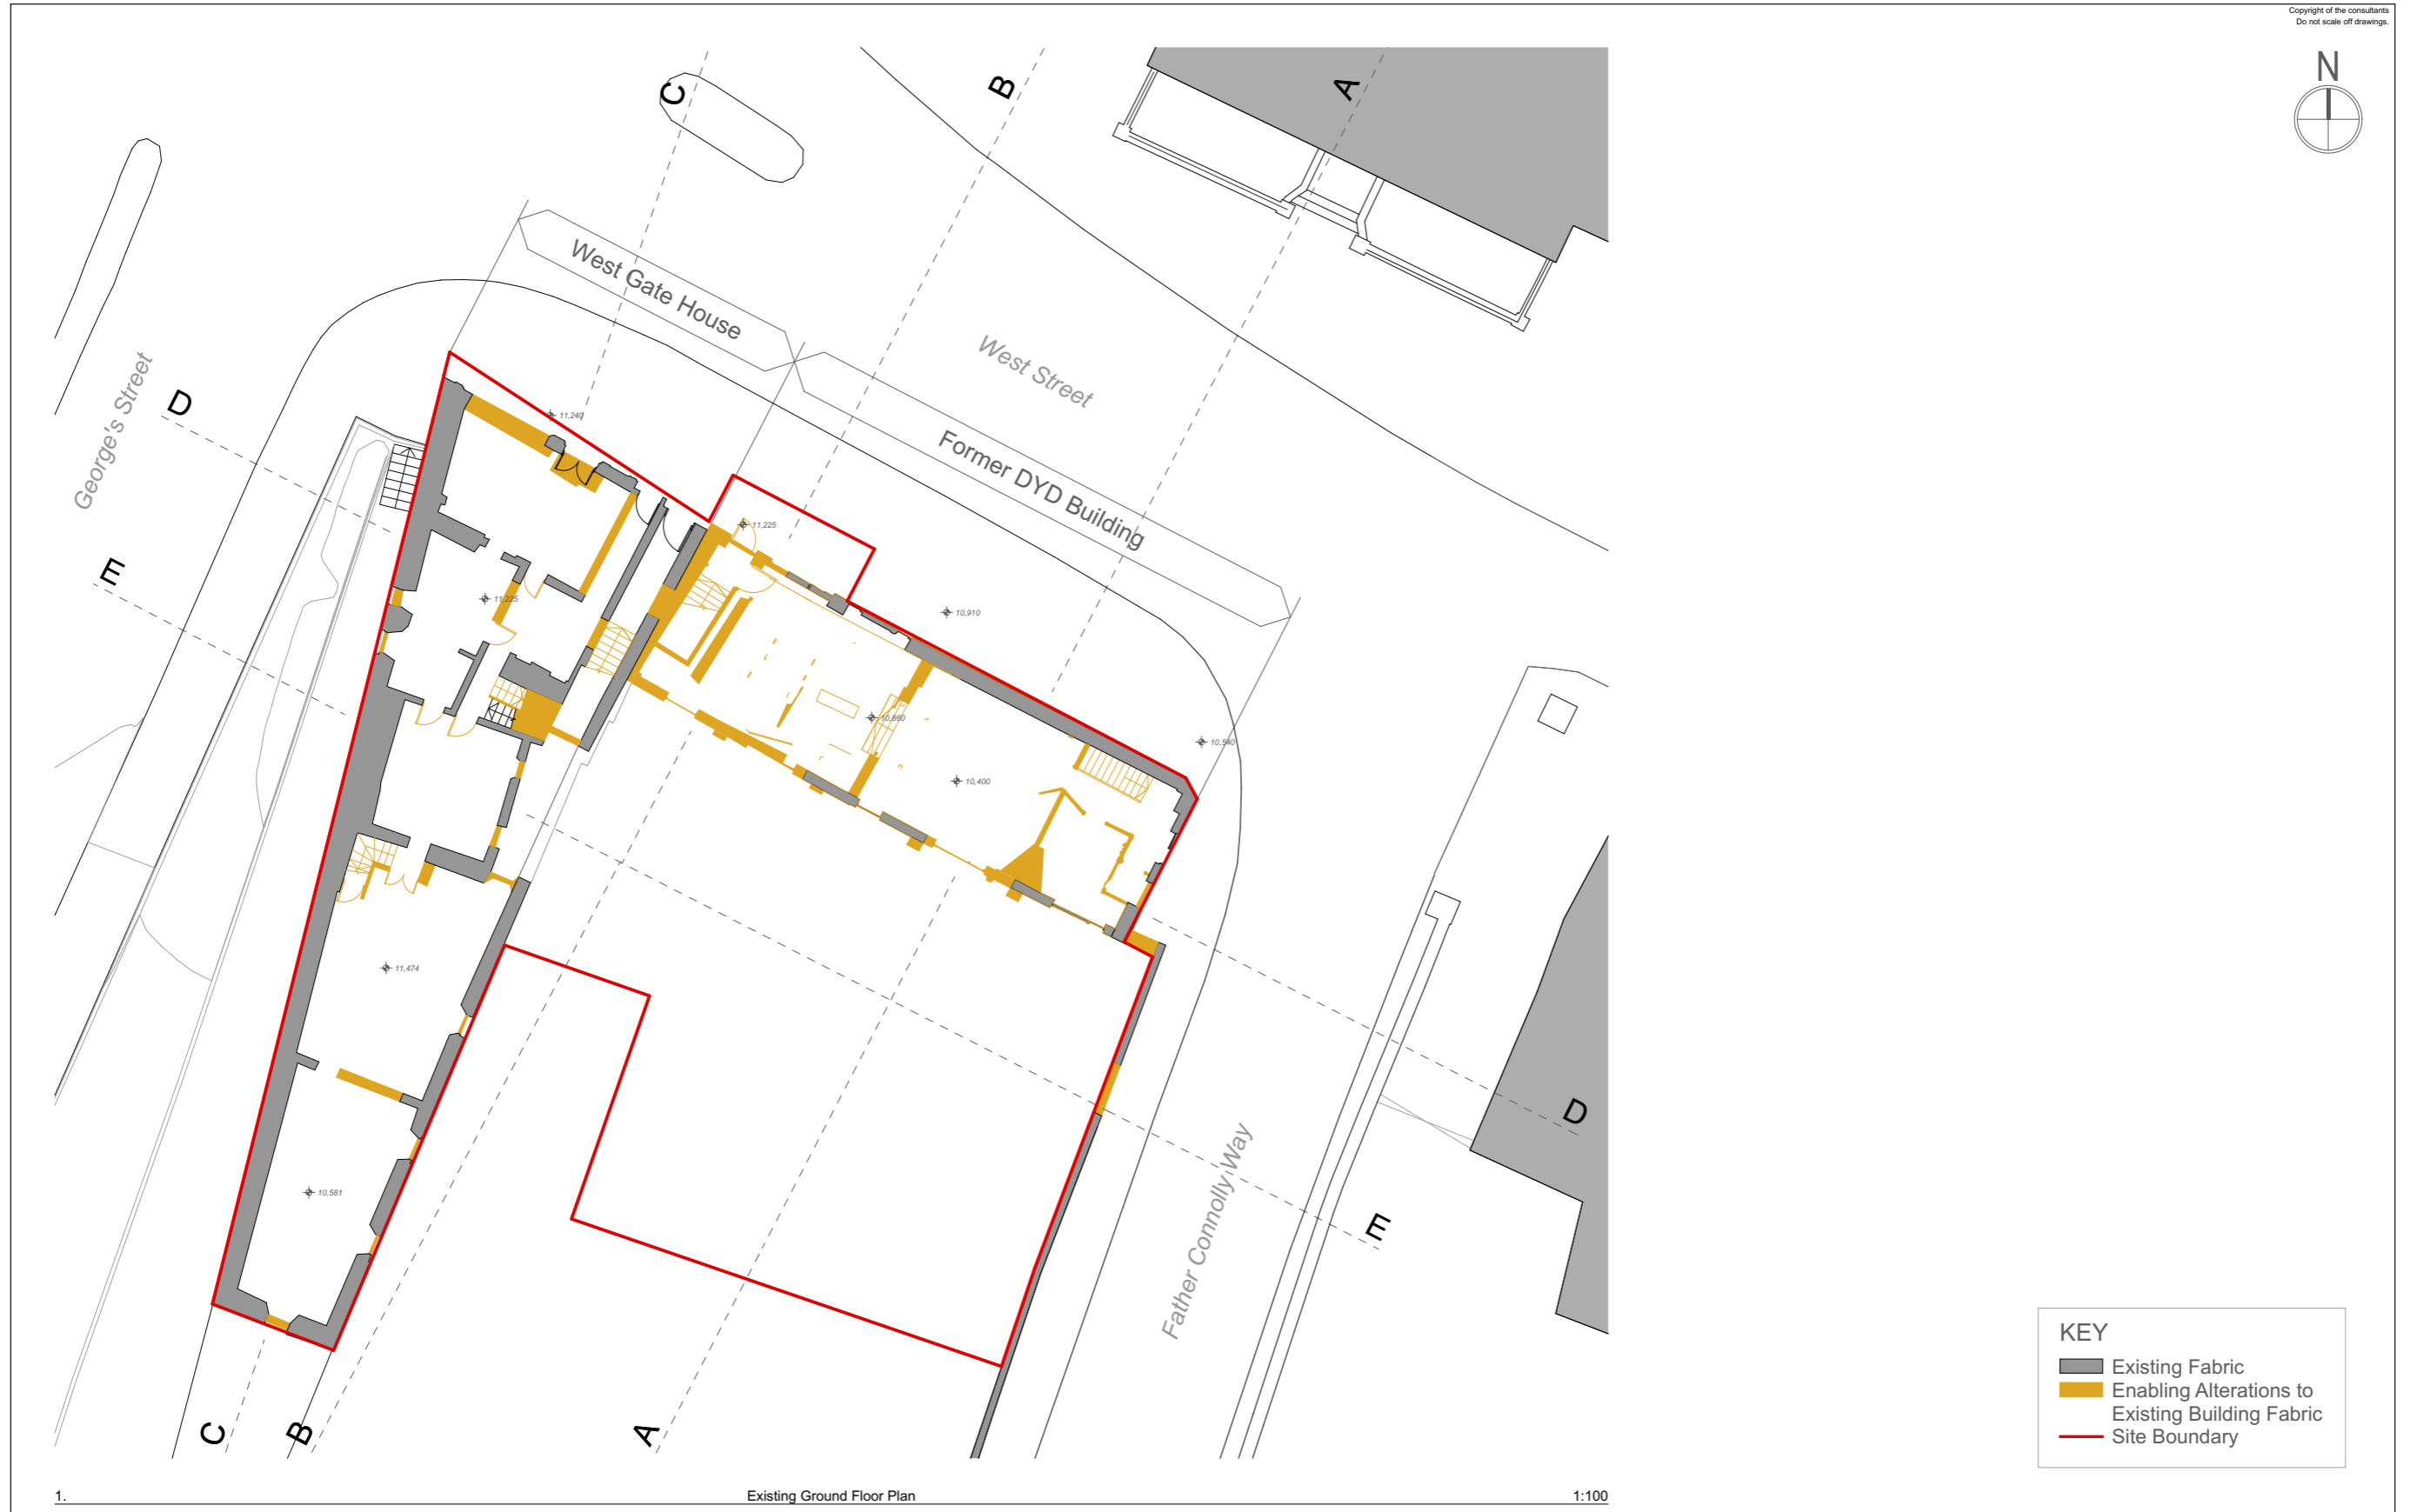 Copyright of the consultants
Do not scale off drawings.
N
C
B
A
West Gate House
West Street
George's Street
D
Former DYD Building
E
11,240
11,225
11,225
10,910
10,860
10,540
10,400
11,474
10,581
D
E
Father Connolly Way
C
B
A
KEY
Existing Fabric
Enabling Alterations to
Existing Building Fabric
Site Boundary
1.
Existing Ground Floor Plan
1:100